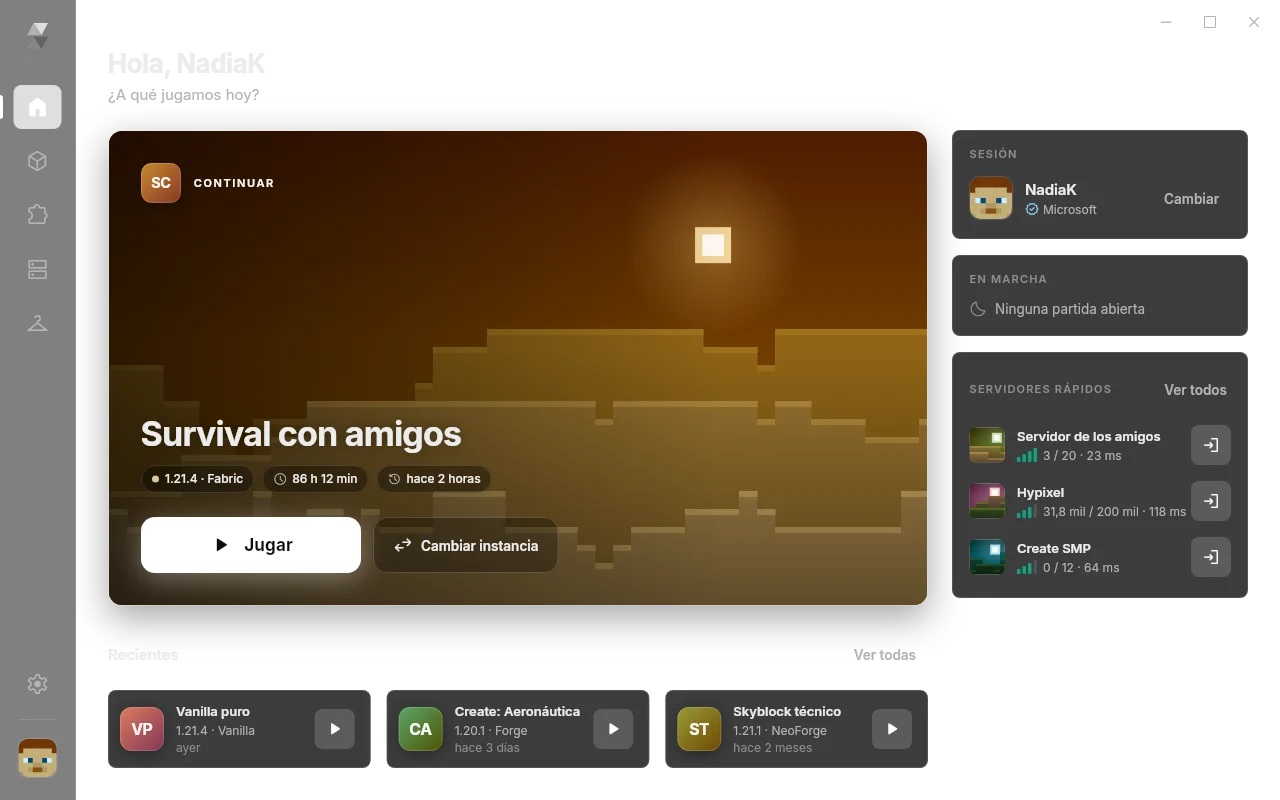 Hola, NadiaK
¿A qué jugamos hoy?
SC
CONTINUAR
Survival con amigos
1.21.4 · Fabric
86 h 12 min
hace 2 horas
Jugar
Cambiar instancia
SESIÓN
NadiaK
Microsoft
Cambiar
EN MARCHA
Ninguna partida abierta
SERVIDORES RÁPIDOS
Ver todos
Servidor de los amigos
3 / 20 · 23 ms
Hypixel
31,8 mil / 200 mil · 118 ms
Create SMP
0 / 12 · 64 ms
Recientes
Ver todas
VP
Vanilla puro
1.21.4 · Vanilla
ayer
CA
Create: Aeronáutica
1.20.1 · Forge
hace 3 días
ST
Skyblock técnico
1.21.1 · NeoForge
hace 2 meses